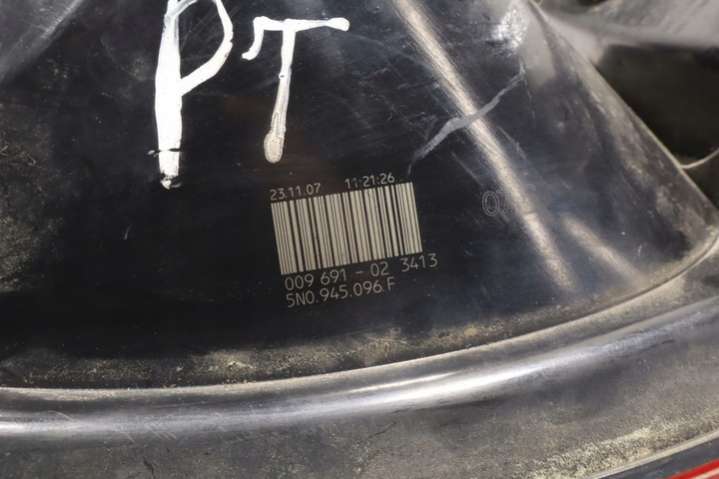 PT
23.11.07 11:21:26
009 691 - 02 3413
5N0.945.096.F